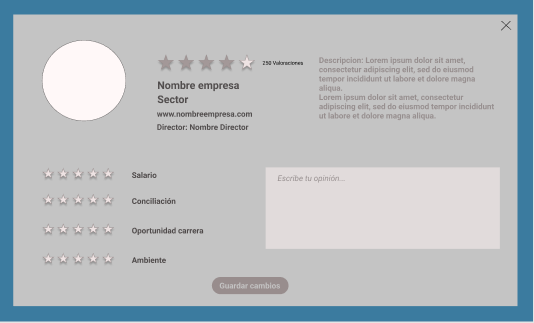 250 Valoraciones
Nombre empresa
Sector
www.nombreempresa.com
Director: Nombre Director
Descripcion: Lorem ipsum dolor sit amet,
consectetur adipiscing elit, sed do eiusmod
tempor incididunt ut labore et dolore magna
aliqua.
Lorem ipsum dolor sit amet, consectetur
adipiscing elit, sed do eiusmod tempor incididunt
ut labore et dolore magna aliqua.
Salario
Conciliación
Oportunidad carrera
Ambiente
Escribe tu opinión...
Guardar cambios